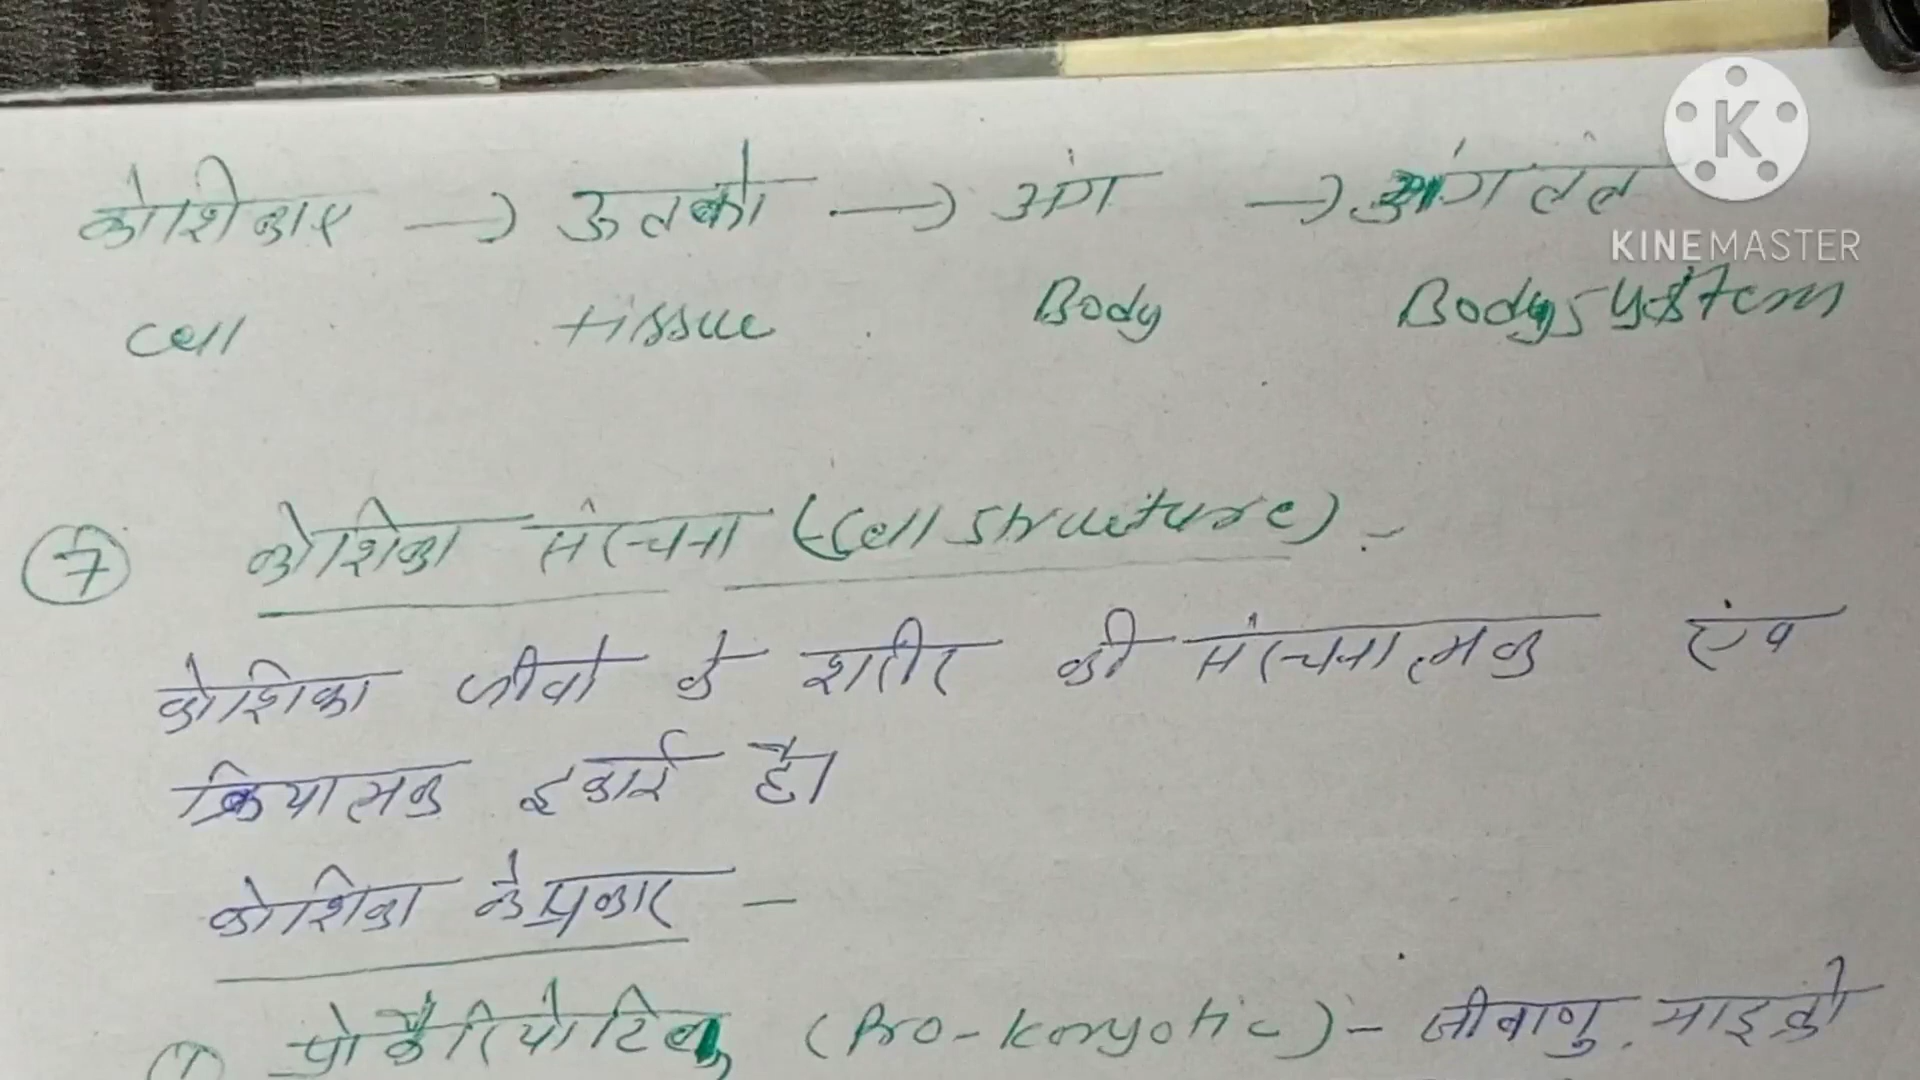 कोशिकाए → ऊतको → अंग → अंग तंत
Cell tissue Body Body system
K
KINEMASTER
7 कोशिका संरचना (Cell structure) -
कोशिका जीवो के शरीर की संरचनात्मक एंव
क्रियात्मक इकाई है।
कोशिका के प्रकार -
प्रोकैरियोटिक (Pro-karyotic) - जीवाणु, माइको